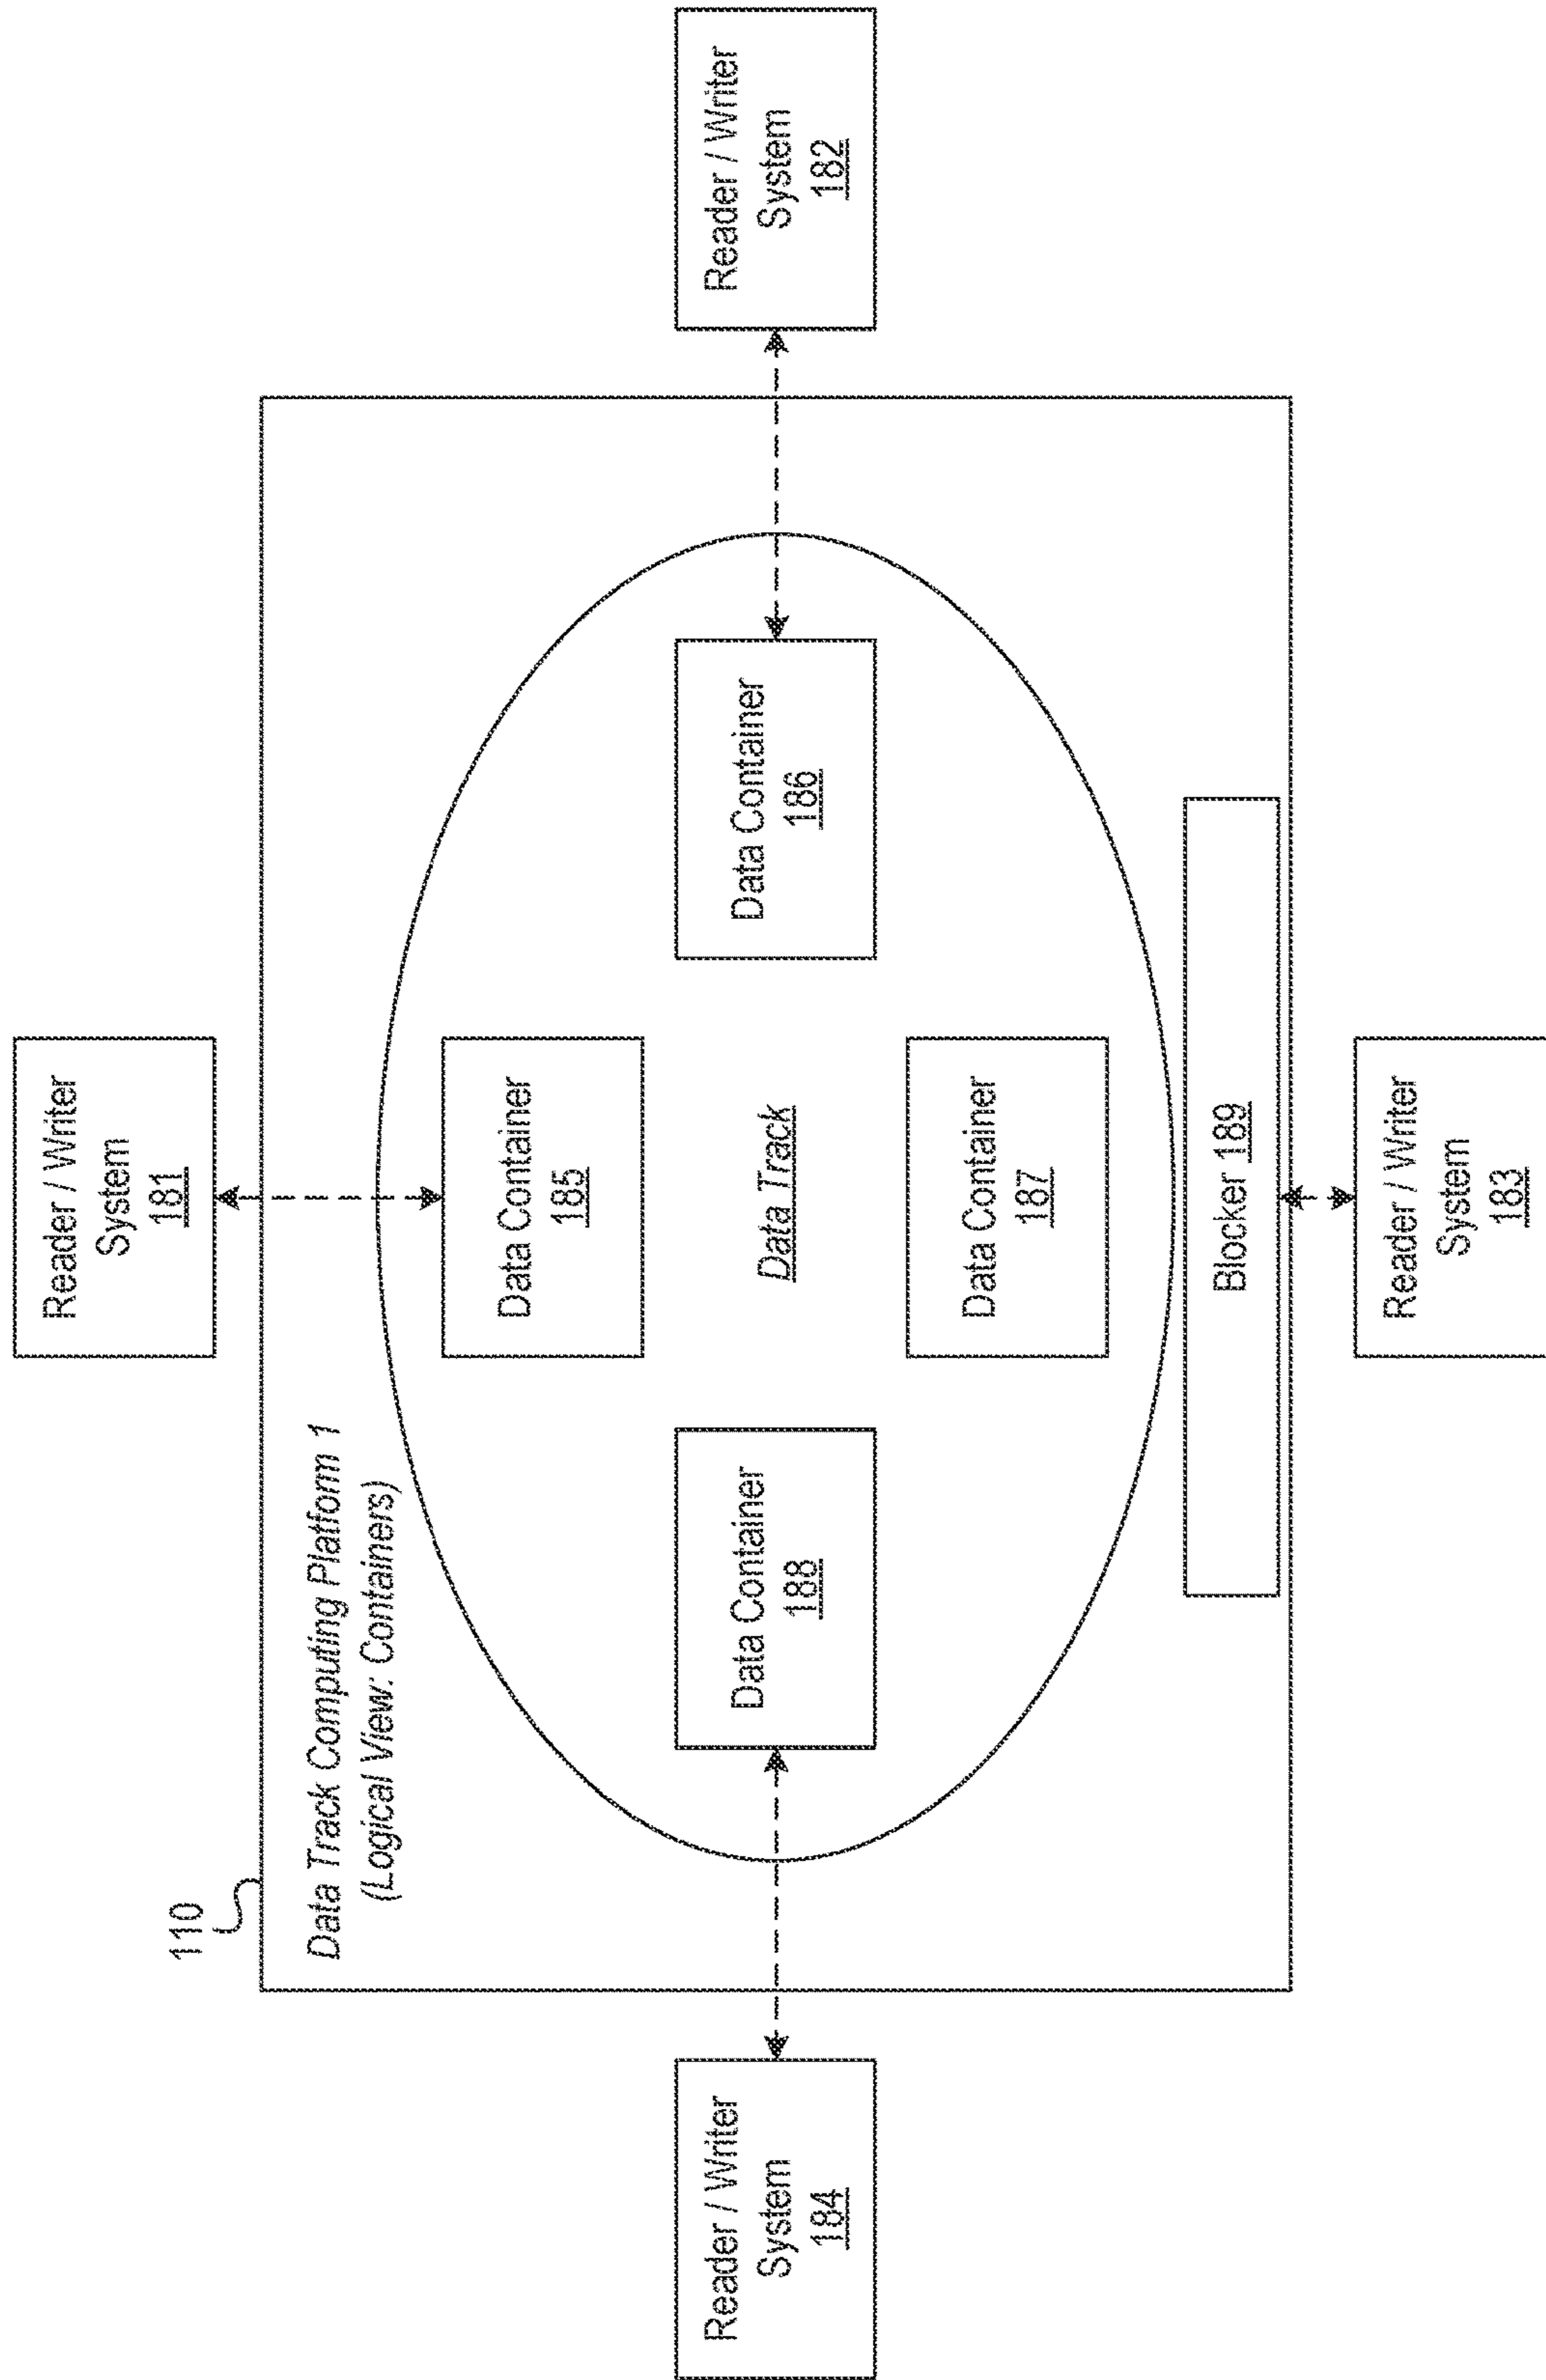 Reader / Writer
System
181
110
Data Track Computing Platform 1
(Logical View: Containers)
Data Container
185
Reader / Writer
System
184
Data Container
188
Data Track
Data Container
186
Reader / Writer
System
182
Data Container
187
Blocker 189
Reader / Writer
System
183